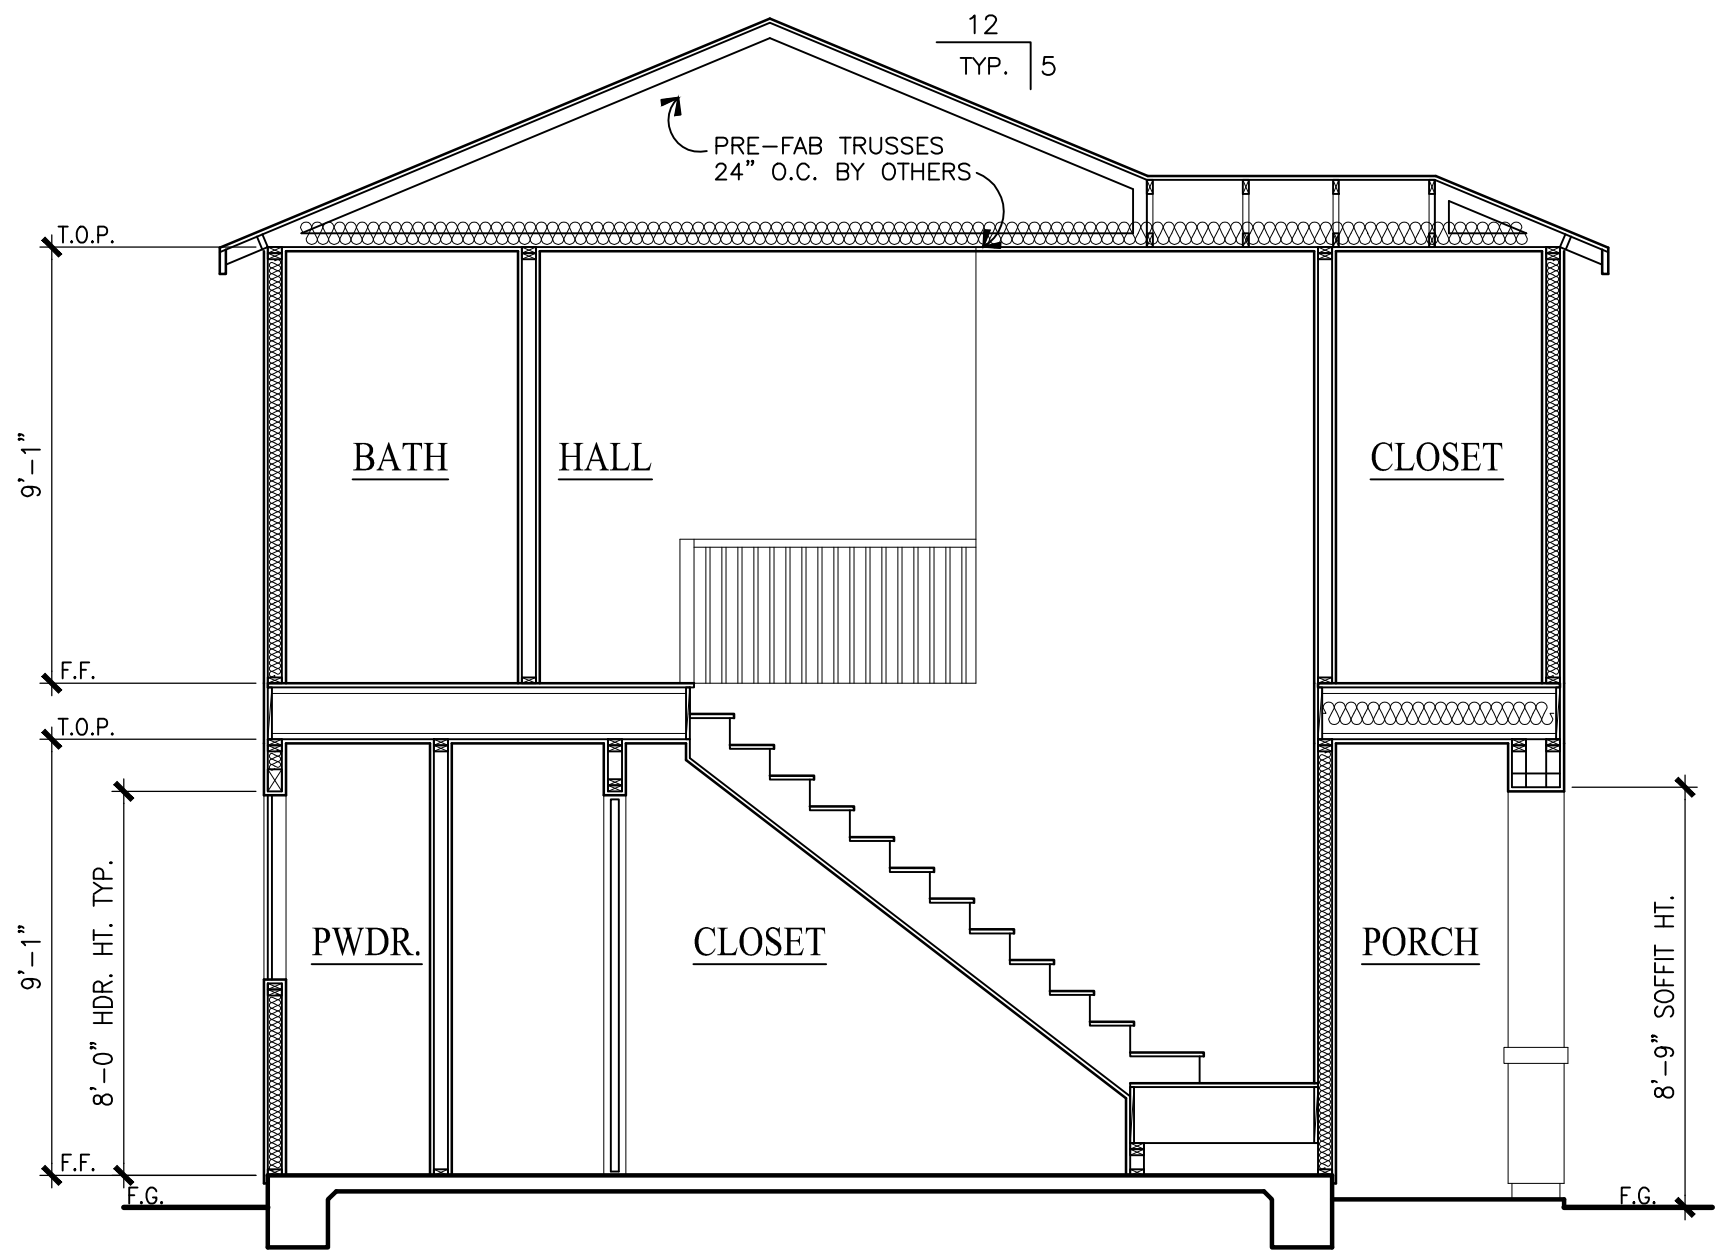 12
TYP. 5
PRE-FAB TRUSSES
24" O.C. BY OTHERS
T.O.P.
9'-1"
BATH HALL CLOSET
F.F.
T.O.P.
8'-0" HDR. HT. TYP.
9'-1"
PWDR. CLOSET PORCH
8'-9" SOFFIT HT.
F.F.
F.G. F.G.